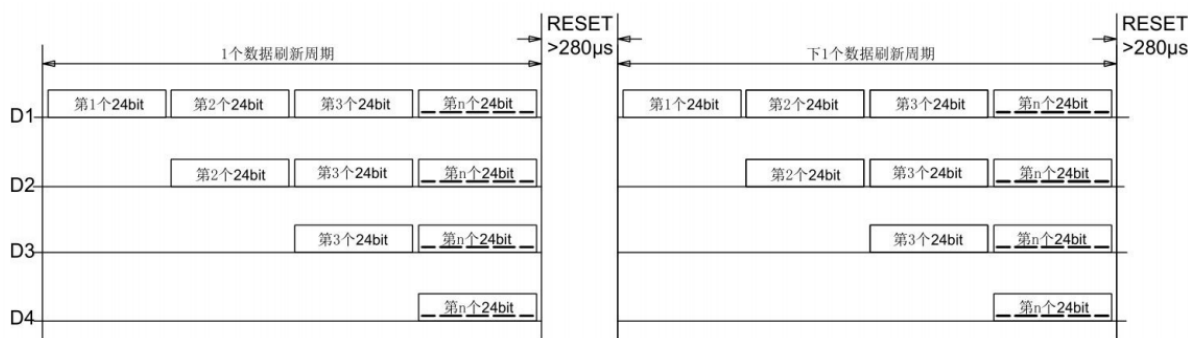 RESET
>280μs
RESET
>280μs
1个数据刷新周期
下1个数据刷新周期
D1
第1个24bit
第2个24bit
第3个24bit
第n个24bit
第1个24bit
第2个24bit
第3个24bit
第n个24bit
D2
第2个24bit
第3个24bit
第n个24bit
第2个24bit
第3个24bit
第n个24bit
D3
第3个24bit
第n个24bit
第3个24bit
第n个24bit
D4
第n个24bit
第n个24bit